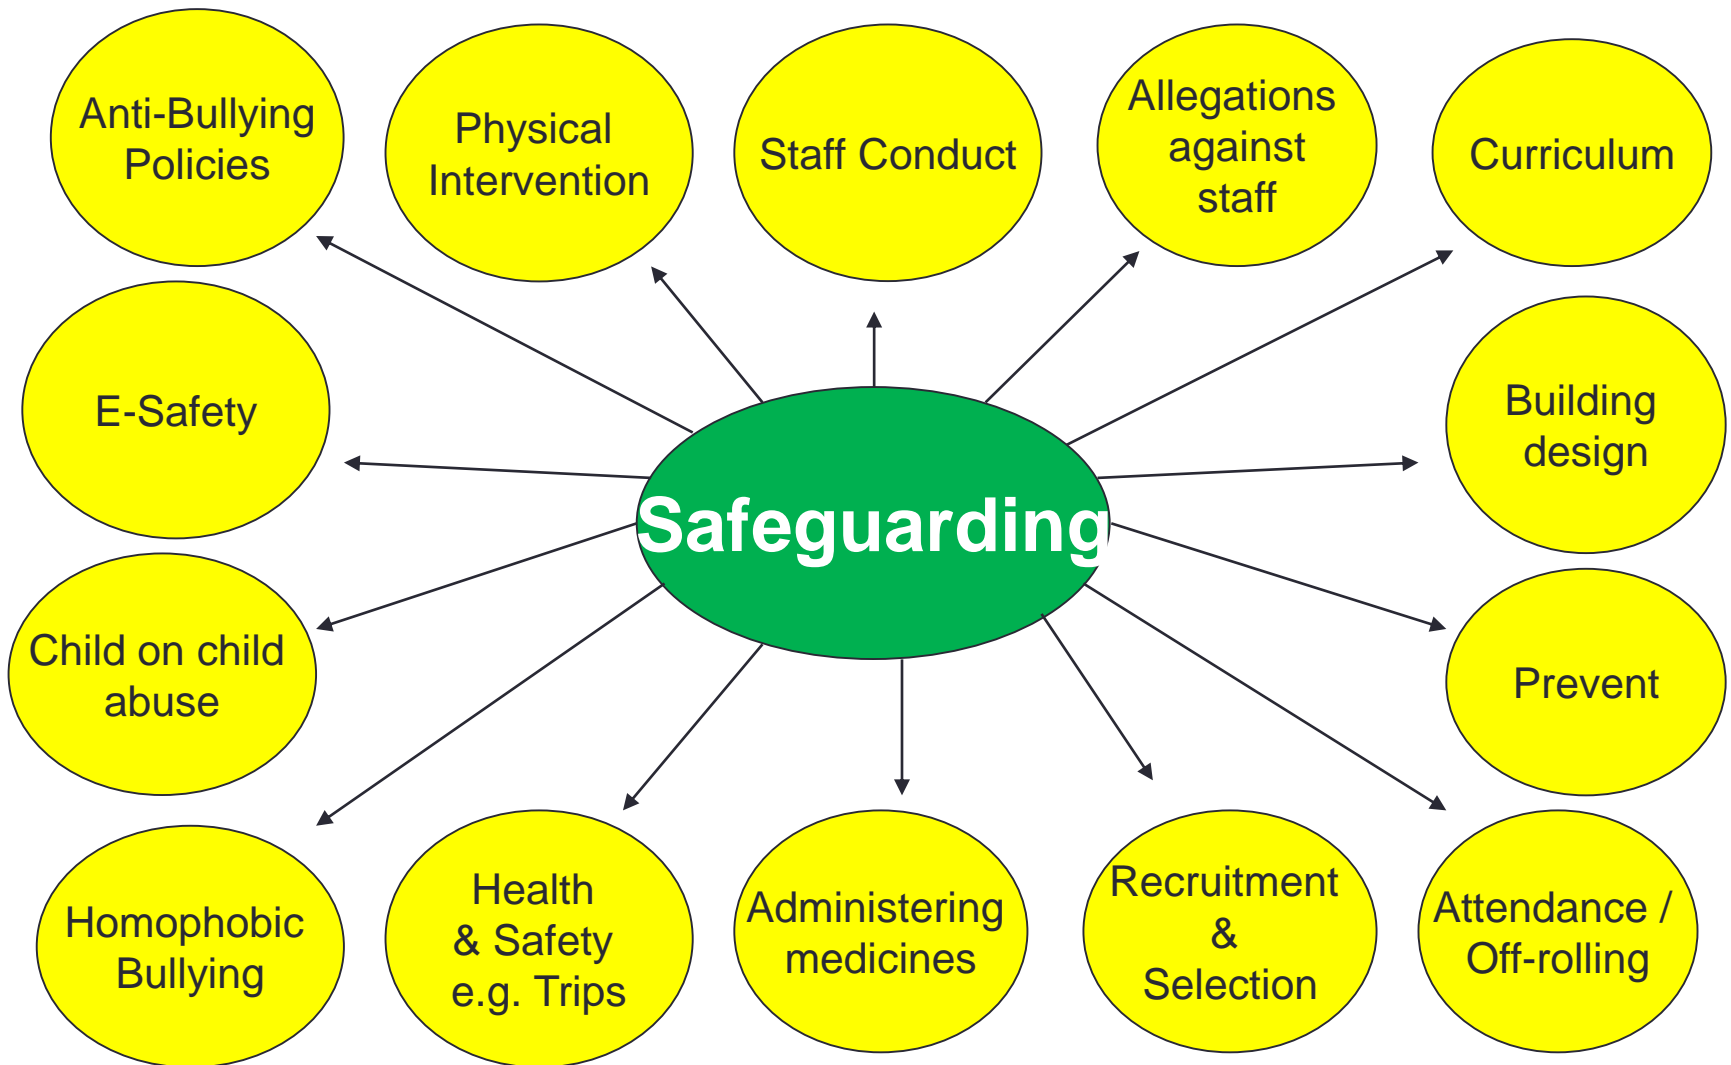 Anti-Bullying
Policies
Physical
Intervention
Staff Conduct
Allegations
against
staff
Curriculum
E-Safety
Building
design
Safeguarding
Child on child
abuse
Prevent
Homophobic
Bullying
Health
& Safety
e.g. Trips
Administering
medicines
Recruitment
&
Selection
Attendance /
Off-rolling